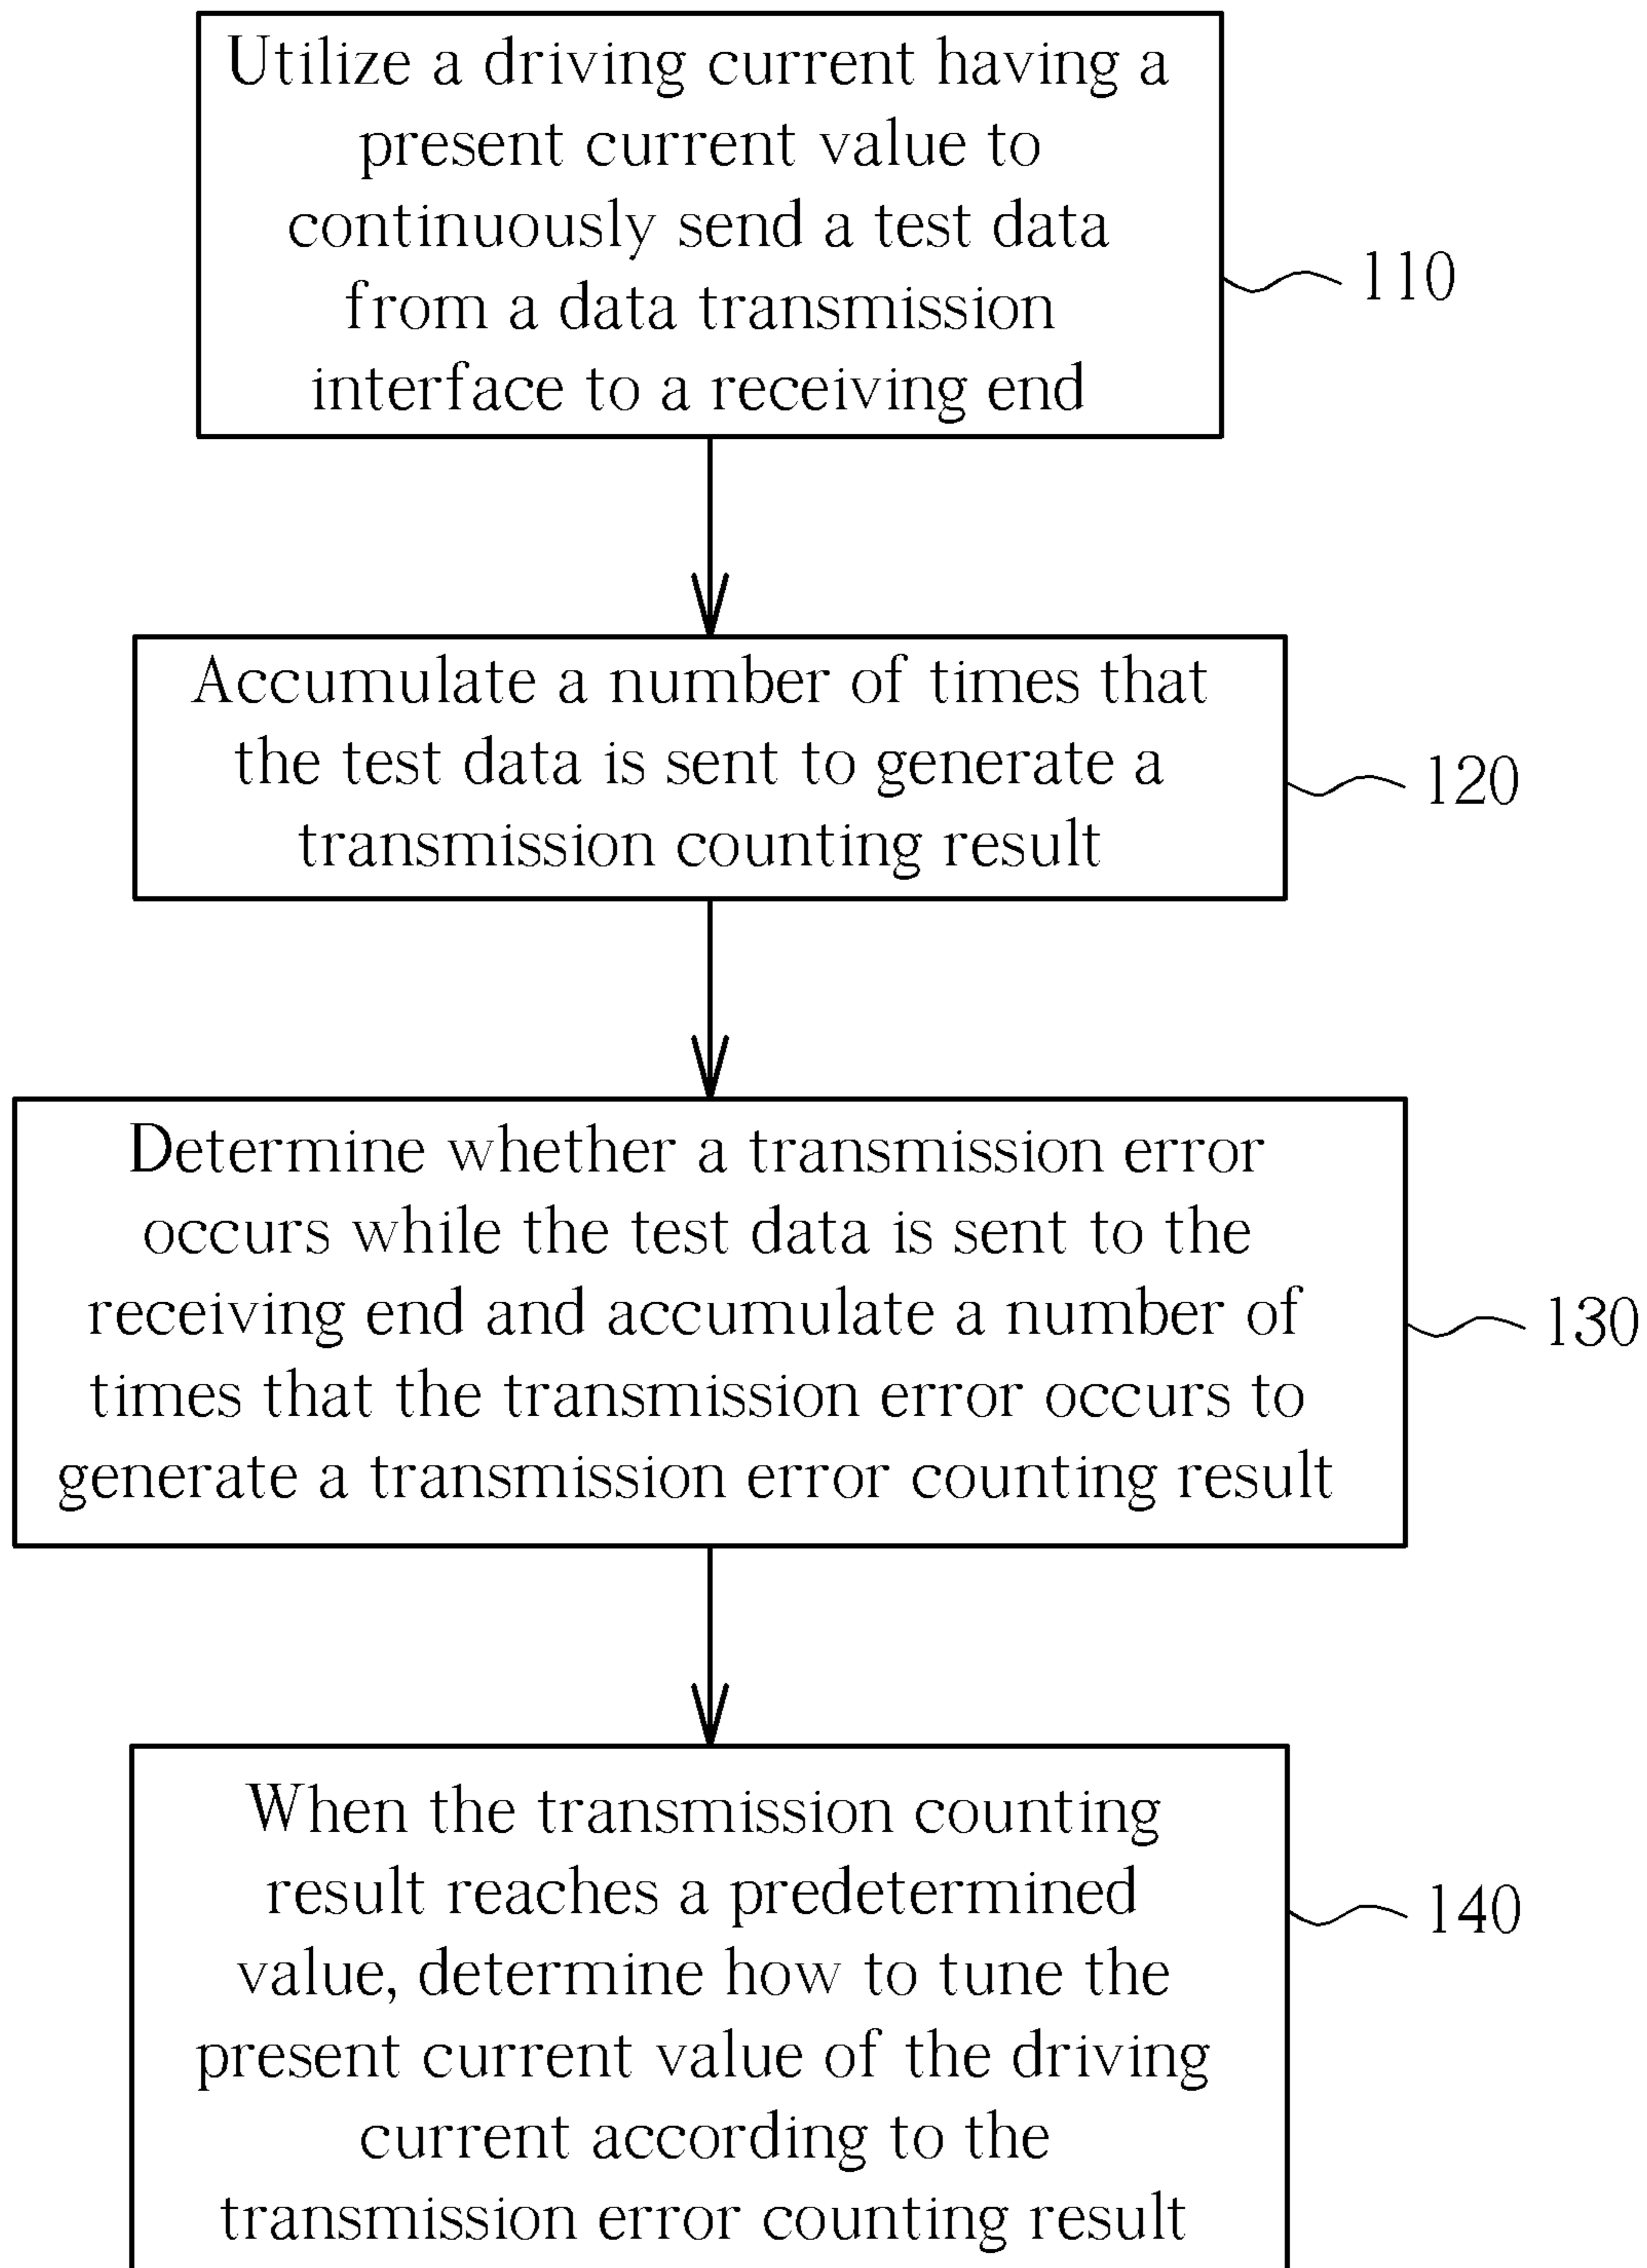 Utilize a driving current having a
present current value to
continuously send a test data
from a data transmission
interface to a receiving end
110
Accumulate a number of times that
the test data is sent to generate a
transmission counting result
120
Determine whether a transmission error
occurs while the test data is sent to the
receiving end and accumulate a number of
times that the transmission error occurs to
generate a transmission error counting result
130
When the transmission counting
result reaches a predetermined
value, determine how to tune the
present current value of the driving
current according to the
transmission error counting result
140